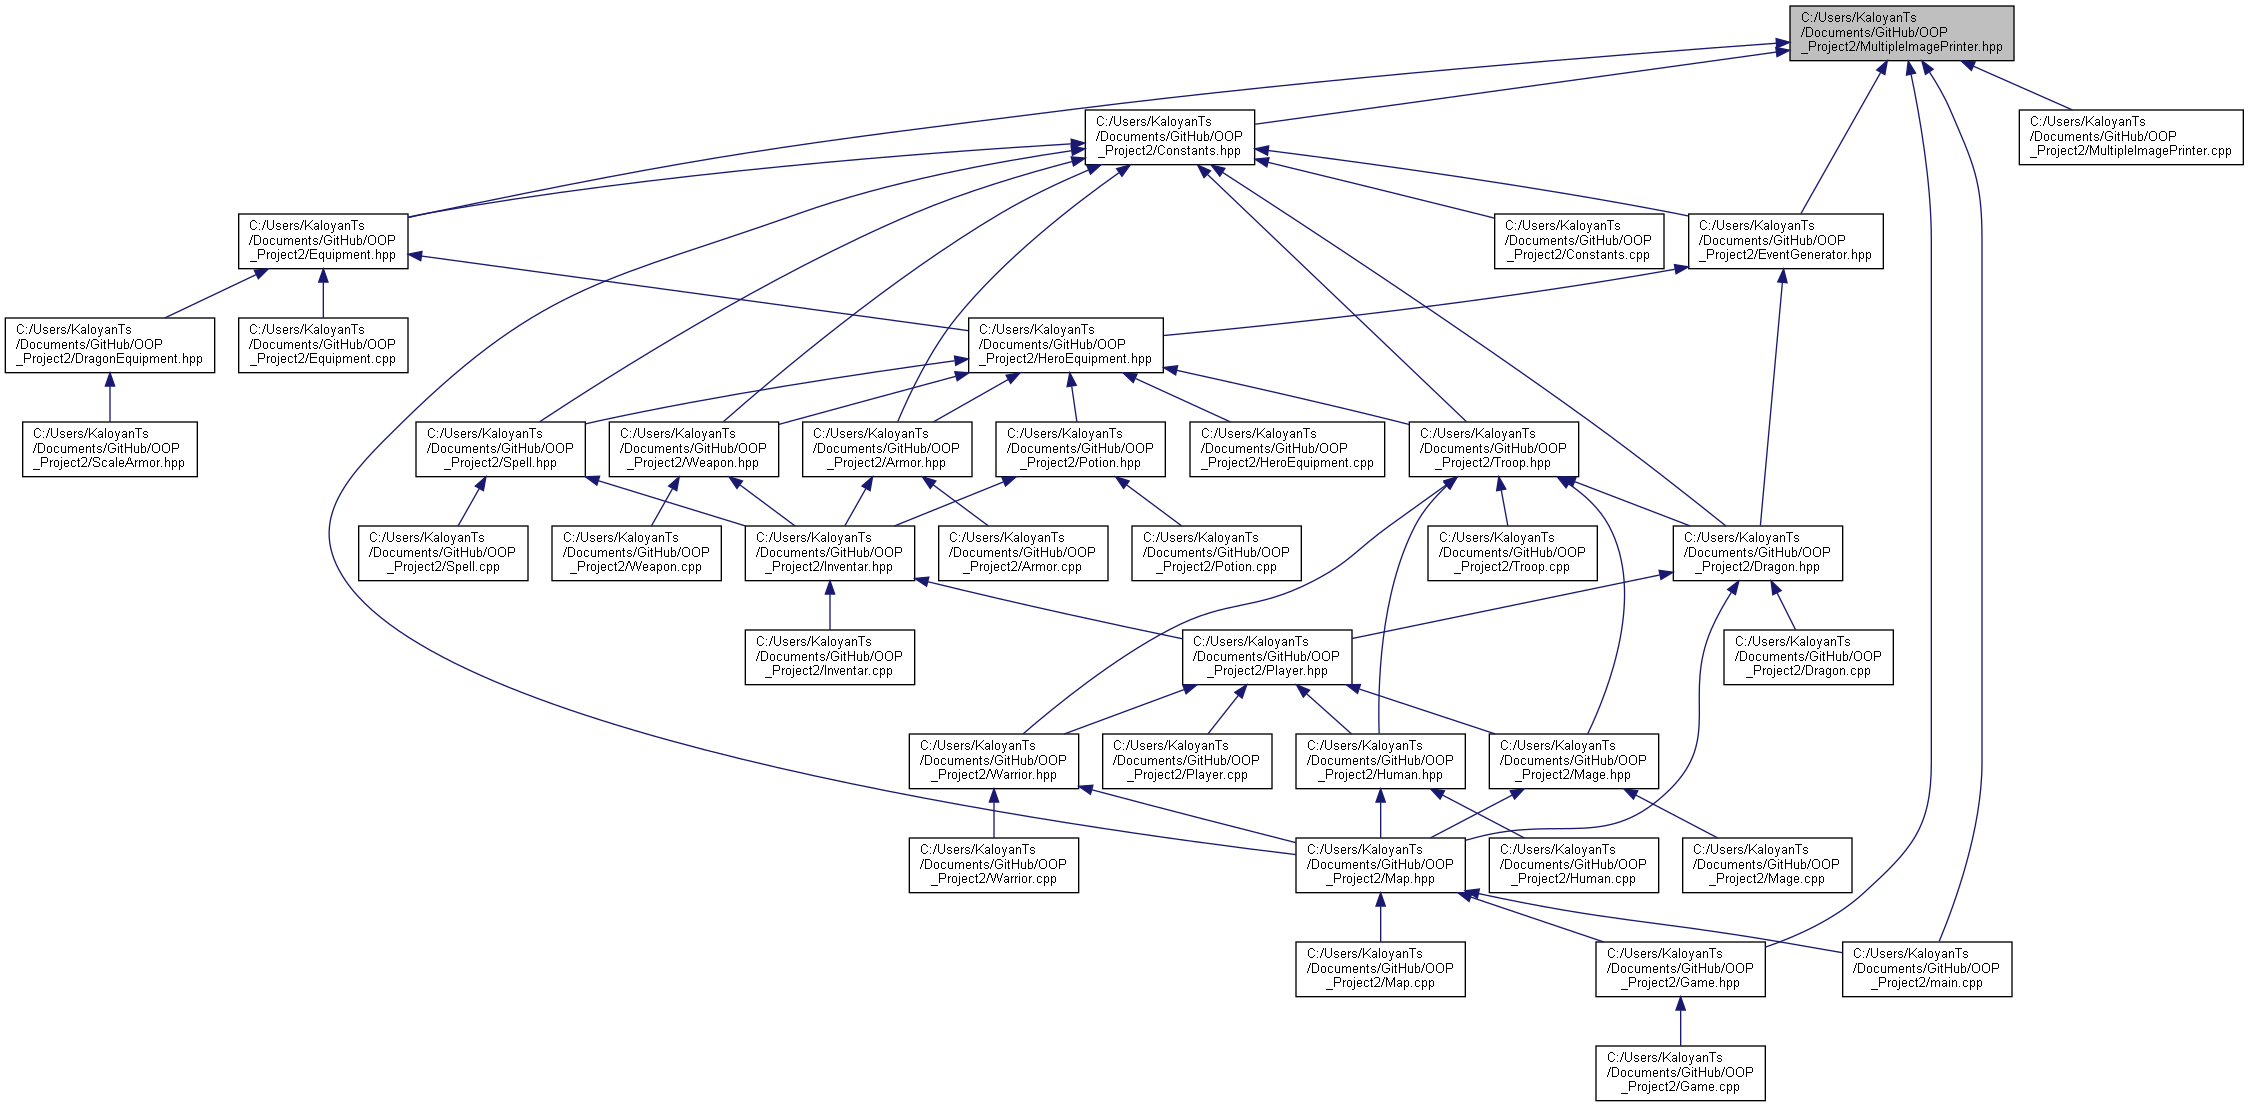 C:/Users/KaloyanTs
/Documents/GitHub/OOP
_Project2/MultipleImagePrinter.hpp
C:/Users/KaloyanTs
/Documents/GitHub/OOP
_Project2/Constants.hpp
C:/Users/KaloyanTs
/Documents/GitHub/OOP
_Project2/MultipleImagePrinter.cpp
C:/Users/KaloyanTs
/Documents/GitHub/OOP
_Project2/Equipment.hpp
C:/Users/KaloyanTs
/Documents/GitHub/OOP
_Project2/Constants.cpp
C:/Users/KaloyanTs
/Documents/GitHub/OOP
_Project2/EventGenerator.hpp
C:/Users/KaloyanTs
/Documents/GitHub/OOP
_Project2/DragonEquipment.hpp
C:/Users/KaloyanTs
/Documents/GitHub/OOP
_Project2/Equipment.cpp
C:/Users/KaloyanTs
/Documents/GitHub/OOP
_Project2/HeroEquipment.hpp
C:/Users/KaloyanTs
/Documents/GitHub/OOP
_Project2/ScaleArmor.hpp
C:/Users/KaloyanTs
/Documents/GitHub/OOP
_Project2/Spell.hpp
C:/Users/KaloyanTs
/Documents/GitHub/OOP
_Project2/Weapon.hpp
C:/Users/KaloyanTs
/Documents/GitHub/OOP
_Project2/Armor.hpp
C:/Users/KaloyanTs
/Documents/GitHub/OOP
_Project2/Potion.hpp
C:/Users/KaloyanTs
/Documents/GitHub/OOP
_Project2/HeroEquipment.cpp
C:/Users/KaloyanTs
/Documents/GitHub/OOP
_Project2/Troop.hpp
C:/Users/KaloyanTs
/Documents/GitHub/OOP
_Project2/Spell.cpp
C:/Users/KaloyanTs
/Documents/GitHub/OOP
_Project2/Weapon.cpp
C:/Users/KaloyanTs
/Documents/GitHub/OOP
_Project2/Inventar.hpp
C:/Users/KaloyanTs
/Documents/GitHub/OOP
_Project2/Armor.cpp
C:/Users/KaloyanTs
/Documents/GitHub/OOP
_Project2/Potion.cpp
C:/Users/KaloyanTs
/Documents/GitHub/OOP
_Project2/Troop.cpp
C:/Users/KaloyanTs
/Documents/GitHub/OOP
_Project2/Dragon.hpp
C:/Users/KaloyanTs
/Documents/GitHub/OOP
_Project2/Inventar.cpp
C:/Users/KaloyanTs
/Documents/GitHub/OOP
_Project2/Player.hpp
C:/Users/KaloyanTs
/Documents/GitHub/OOP
_Project2/Dragon.cpp
C:/Users/KaloyanTs
/Documents/GitHub/OOP
_Project2/Warrior.hpp
C:/Users/KaloyanTs
/Documents/GitHub/OOP
_Project2/Player.cpp
C:/Users/KaloyanTs
/Documents/GitHub/OOP
_Project2/Human.hpp
C:/Users/KaloyanTs
/Documents/GitHub/OOP
_Project2/Mage.hpp
C:/Users/KaloyanTs
/Documents/GitHub/OOP
_Project2/Warrior.cpp
C:/Users/KaloyanTs
/Documents/GitHub/OOP
_Project2/Map.hpp
C:/Users/KaloyanTs
/Documents/GitHub/OOP
_Project2/Human.cpp
C:/Users/KaloyanTs
/Documents/GitHub/OOP
_Project2/Mage.cpp
C:/Users/KaloyanTs
/Documents/GitHub/OOP
_Project2/Map.cpp
C:/Users/KaloyanTs
/Documents/GitHub/OOP
_Project2/Game.hpp
C:/Users/KaloyanTs
/Documents/GitHub/OOP
_Project2/main.cpp
C:/Users/KaloyanTs
/Documents/GitHub/OOP
_Project2/Game.cpp